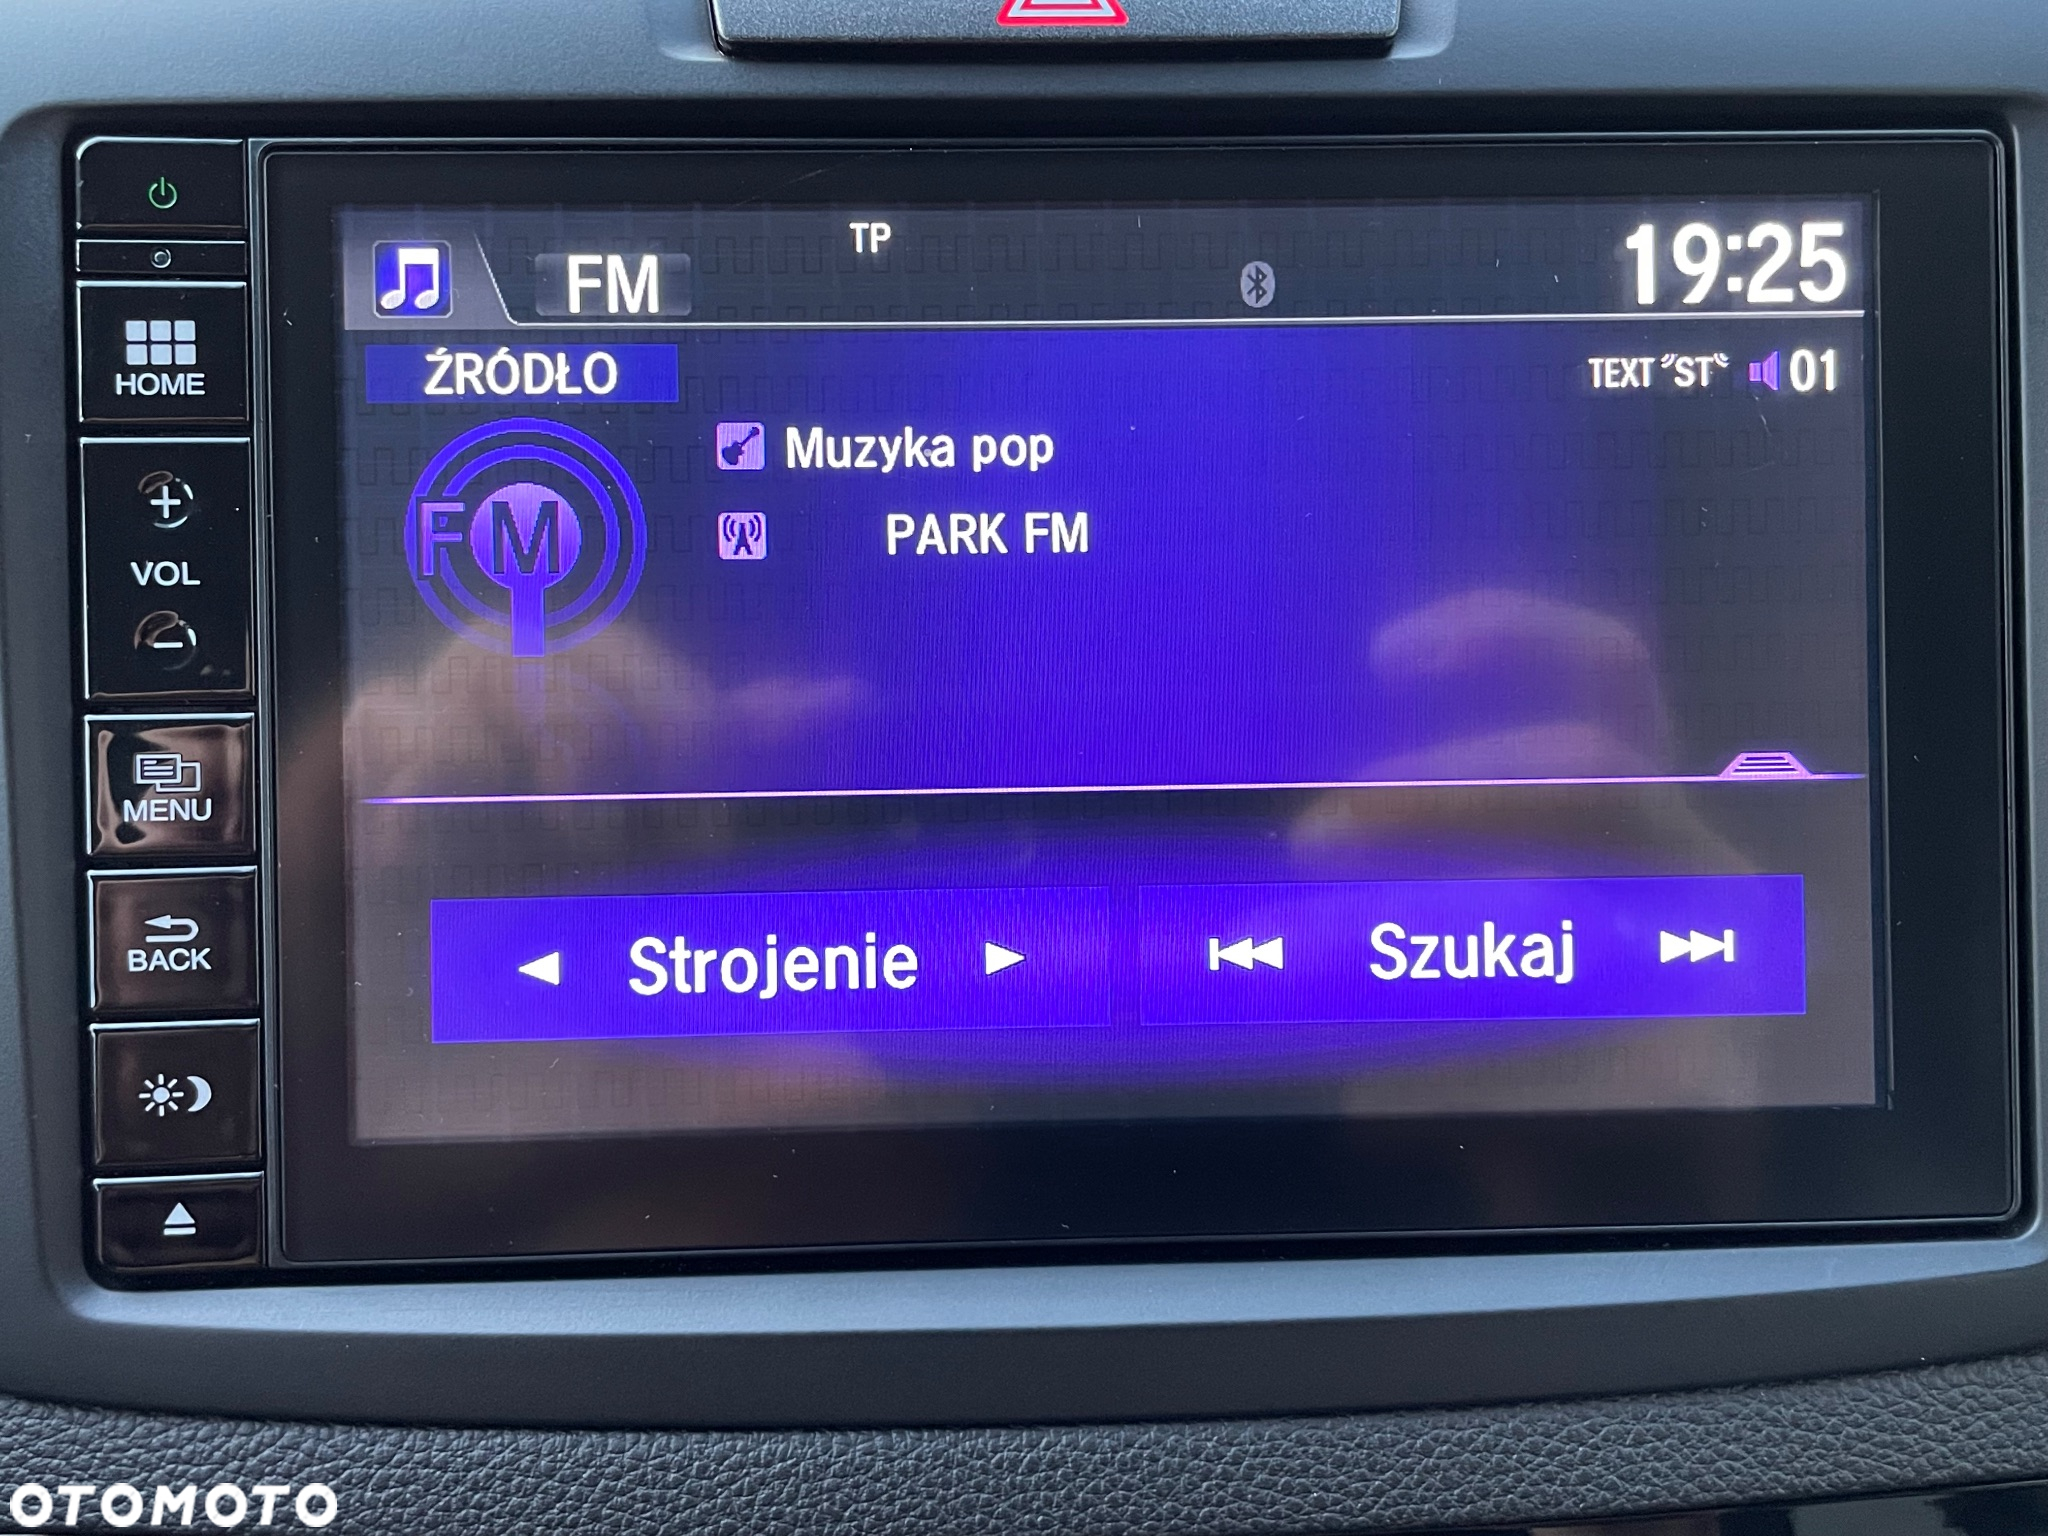 TP
FM
19:25
ŹRÓDŁO
TEXT "ST" 01
HOME
Muzyka pop
FM
PARK FM
VOL
MENU
BACK
Strojenie
Szukaj
OTOMOTO